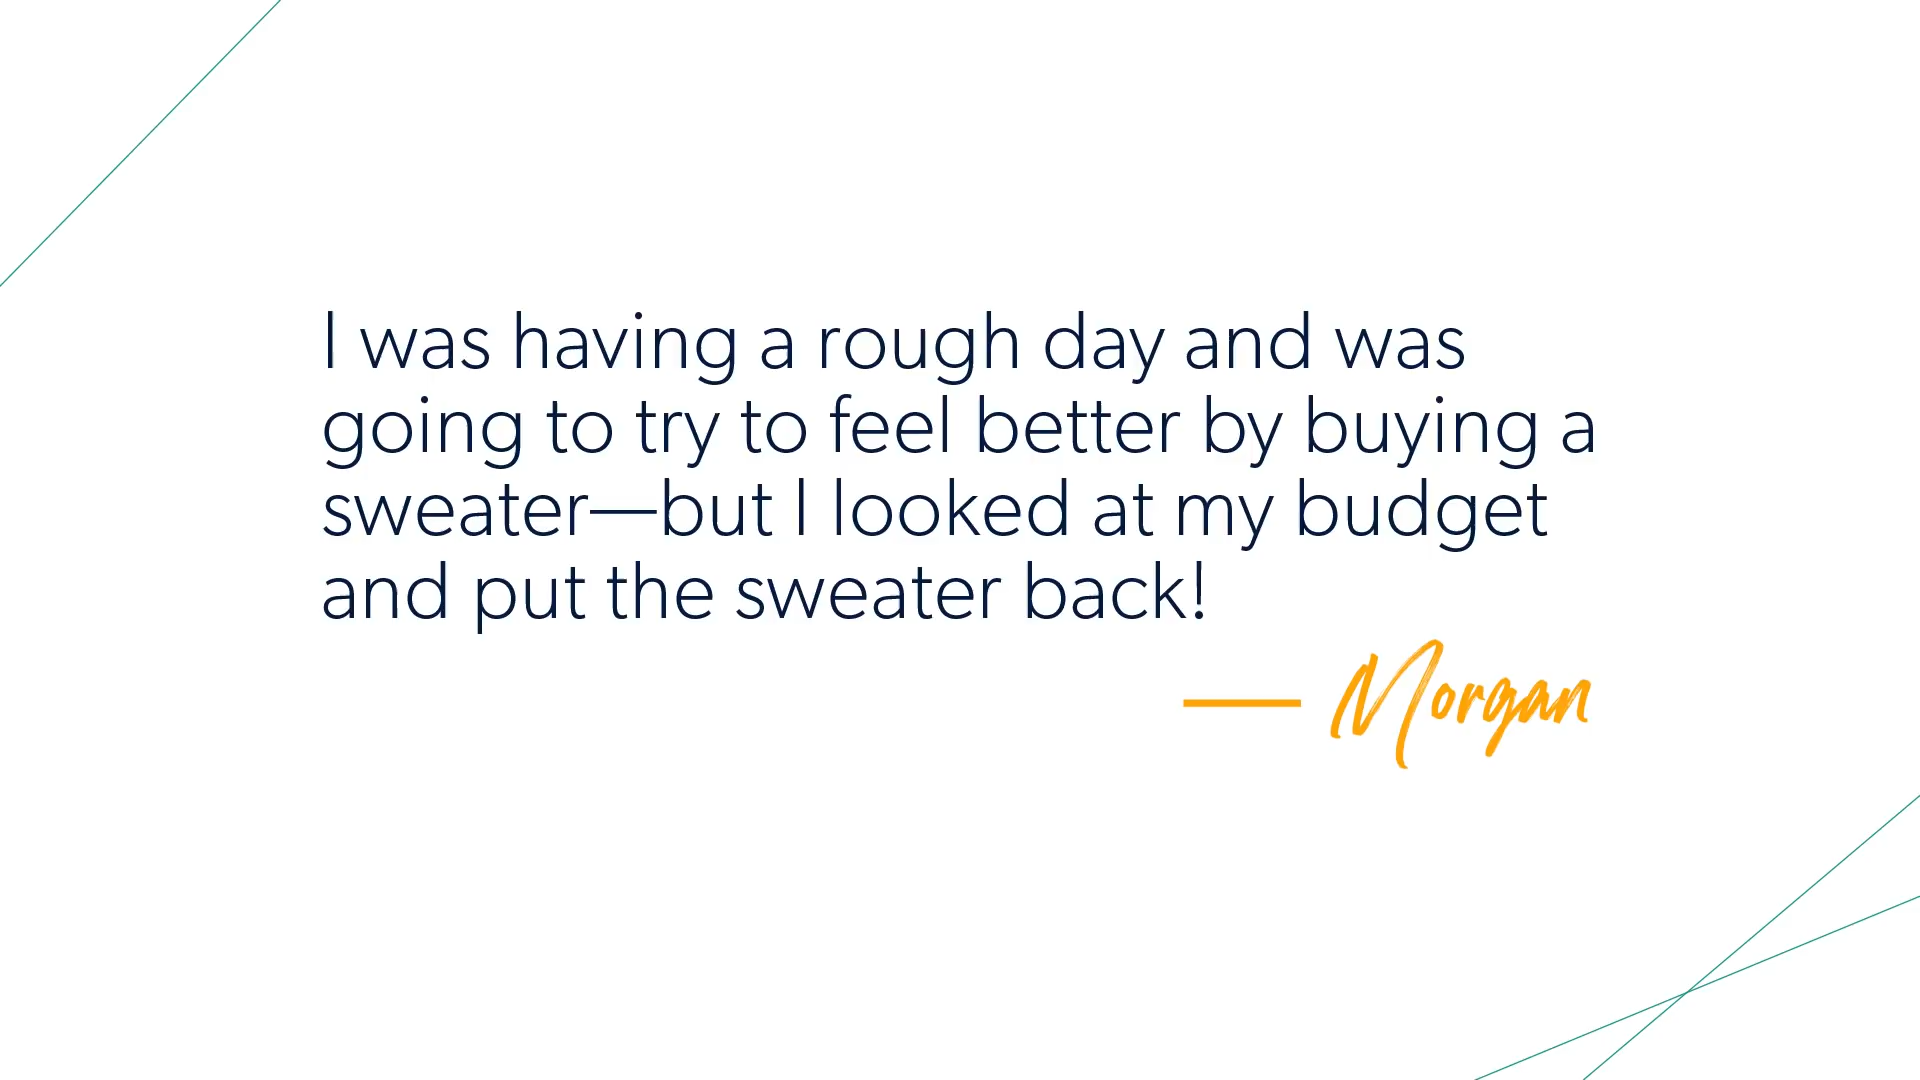 I was having a rough day and was
going to try to feel better by buying a
sweater—but I looked at my budget
and put the sweater back!
— Morgan